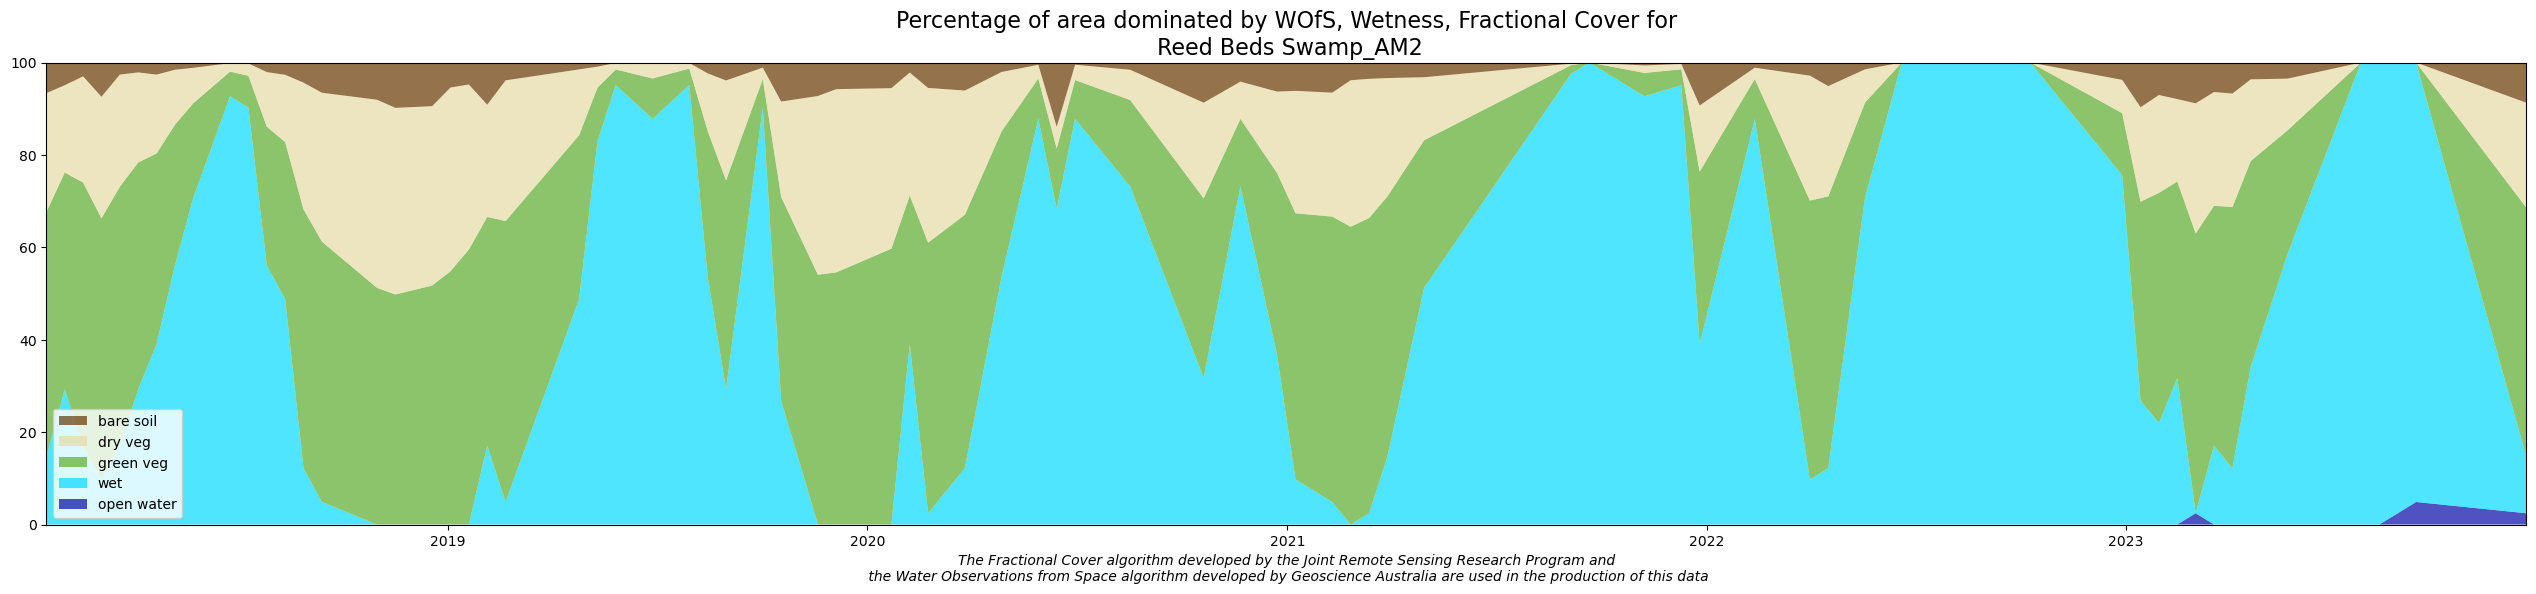 Percentage of area dominated by WOfS, Wetness, Fractional Cover for
Reed Beds Swamp_AM2
100
80
60
40
20
0
bare soil
dry veg
green veg
wet
open water
2019 2020 2021 2022 2023
The Fractional Cover algorithm developed by the Joint Remote Sensing Research Program and
the Water Observations from Space algorithm developed by Geoscience Australia are used in the production of this data